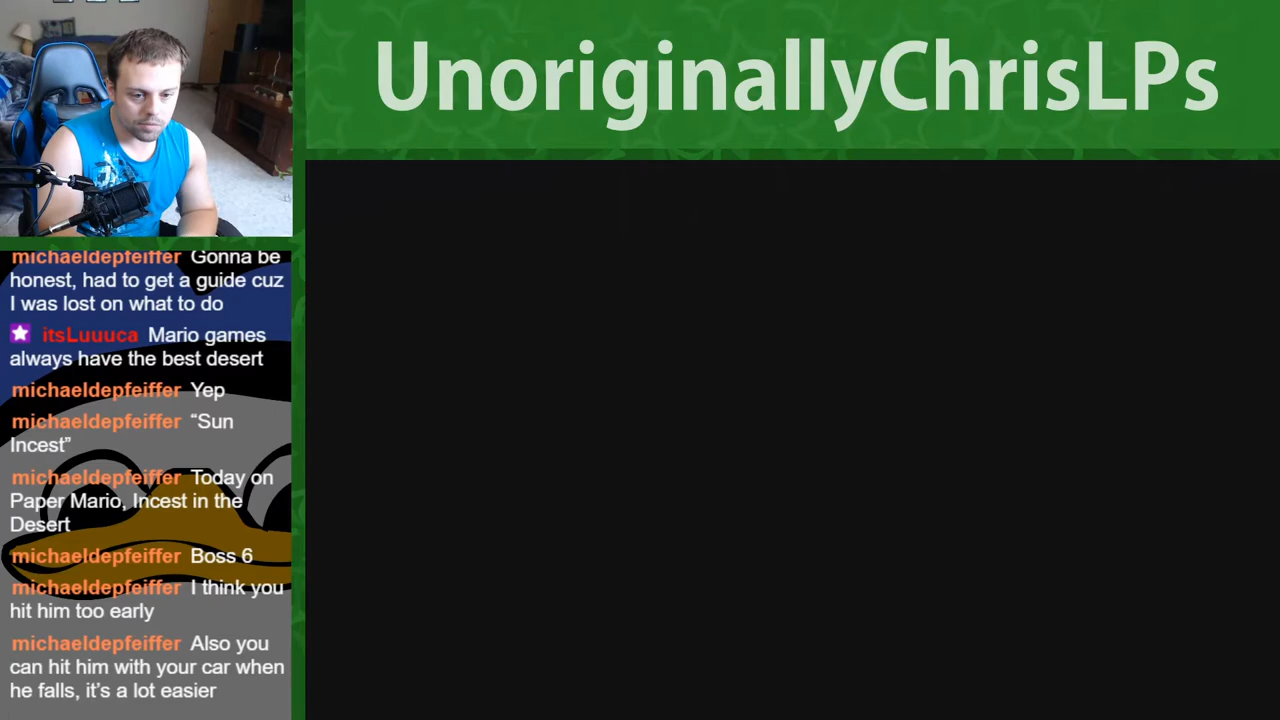 UnoriginallyChrisLPs
michaeldepfeiffer Gonna be
honest, had to get a guide cuz
I was lost on what to do
itsLuuuca Mario games
always have the best desert
michaeldepfeiffer Yep
michaeldepfeiffer “Sun
Incest”
michaeldepfeiffer Today on
Paper Mario, Incest in the
Desert
michaeldepfeiffer Boss 6
michaeldepfeiffer I think you
hit him too early
michaeldepfeiffer Also you
can hit him with your car when
he falls, it’s a lot easier